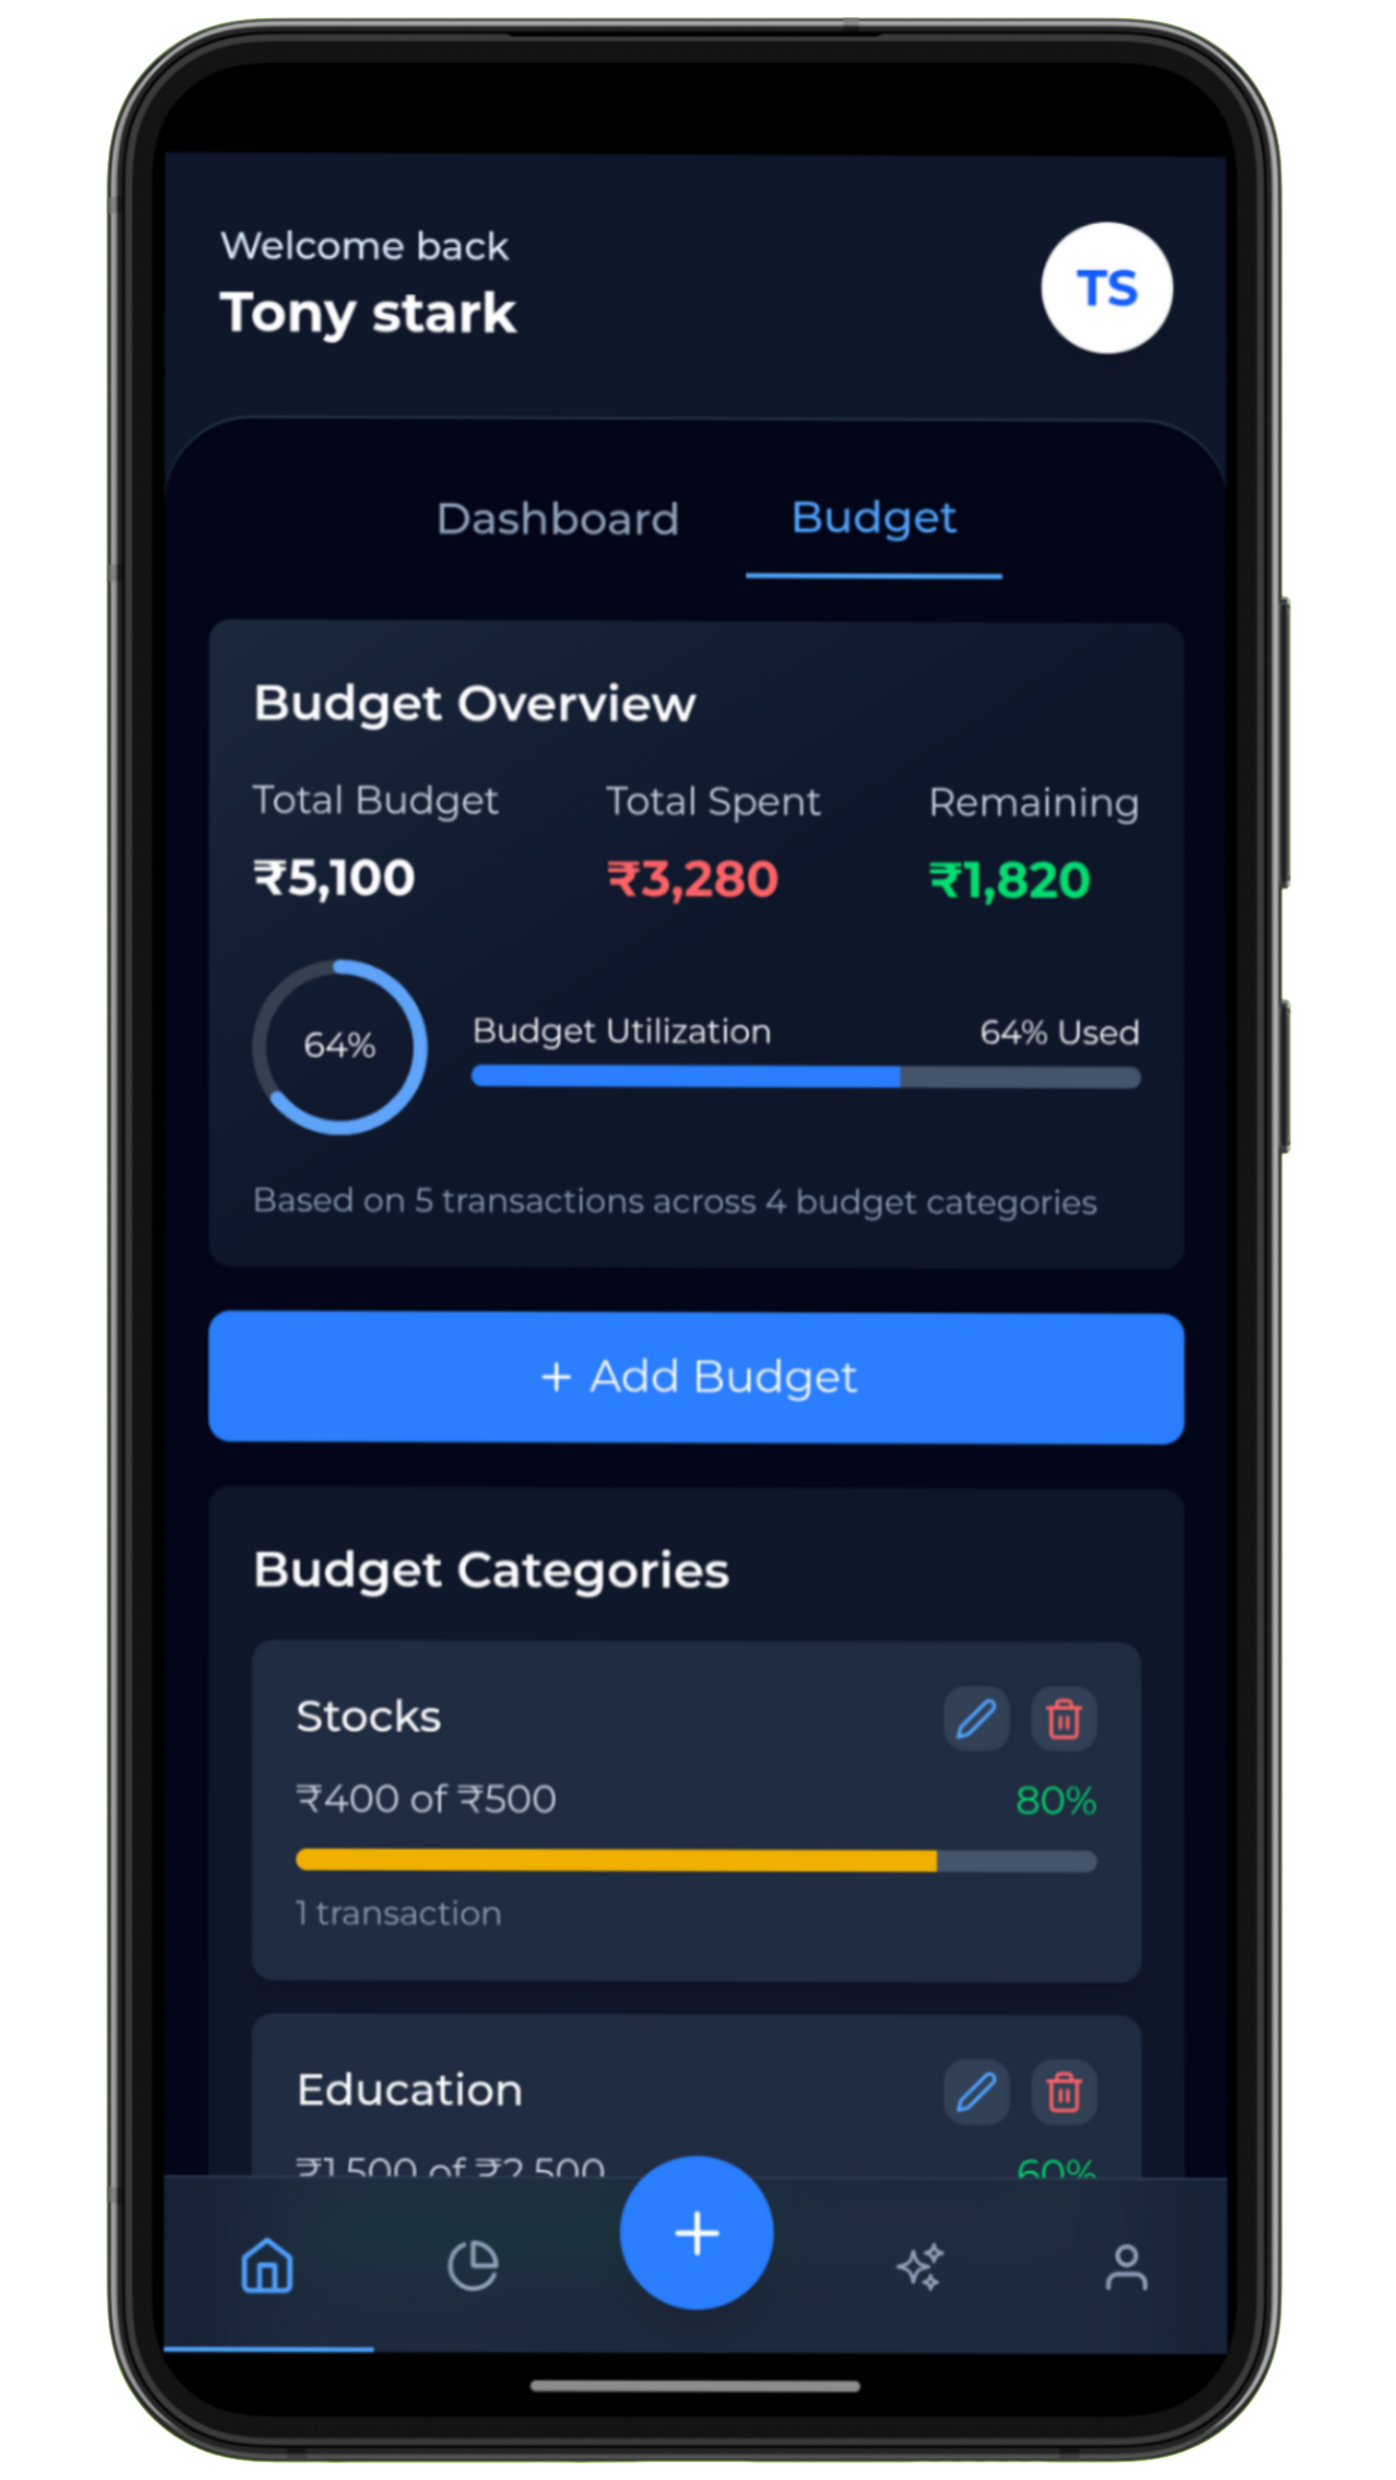 Welcome back
Tony stark
TS
Dashboard Budget
Budget Overview
Total Budget Total Spent Remaining
₹5,100 ₹3,280 ₹1,820
64%
Budget Utilization 64% Used
Based on 5 transactions across 4 budget categories
+ Add Budget
Budget Categories
Stocks
₹400 of ₹500 80%
1 transaction
Education
₹1,500 of ₹2,500 60%